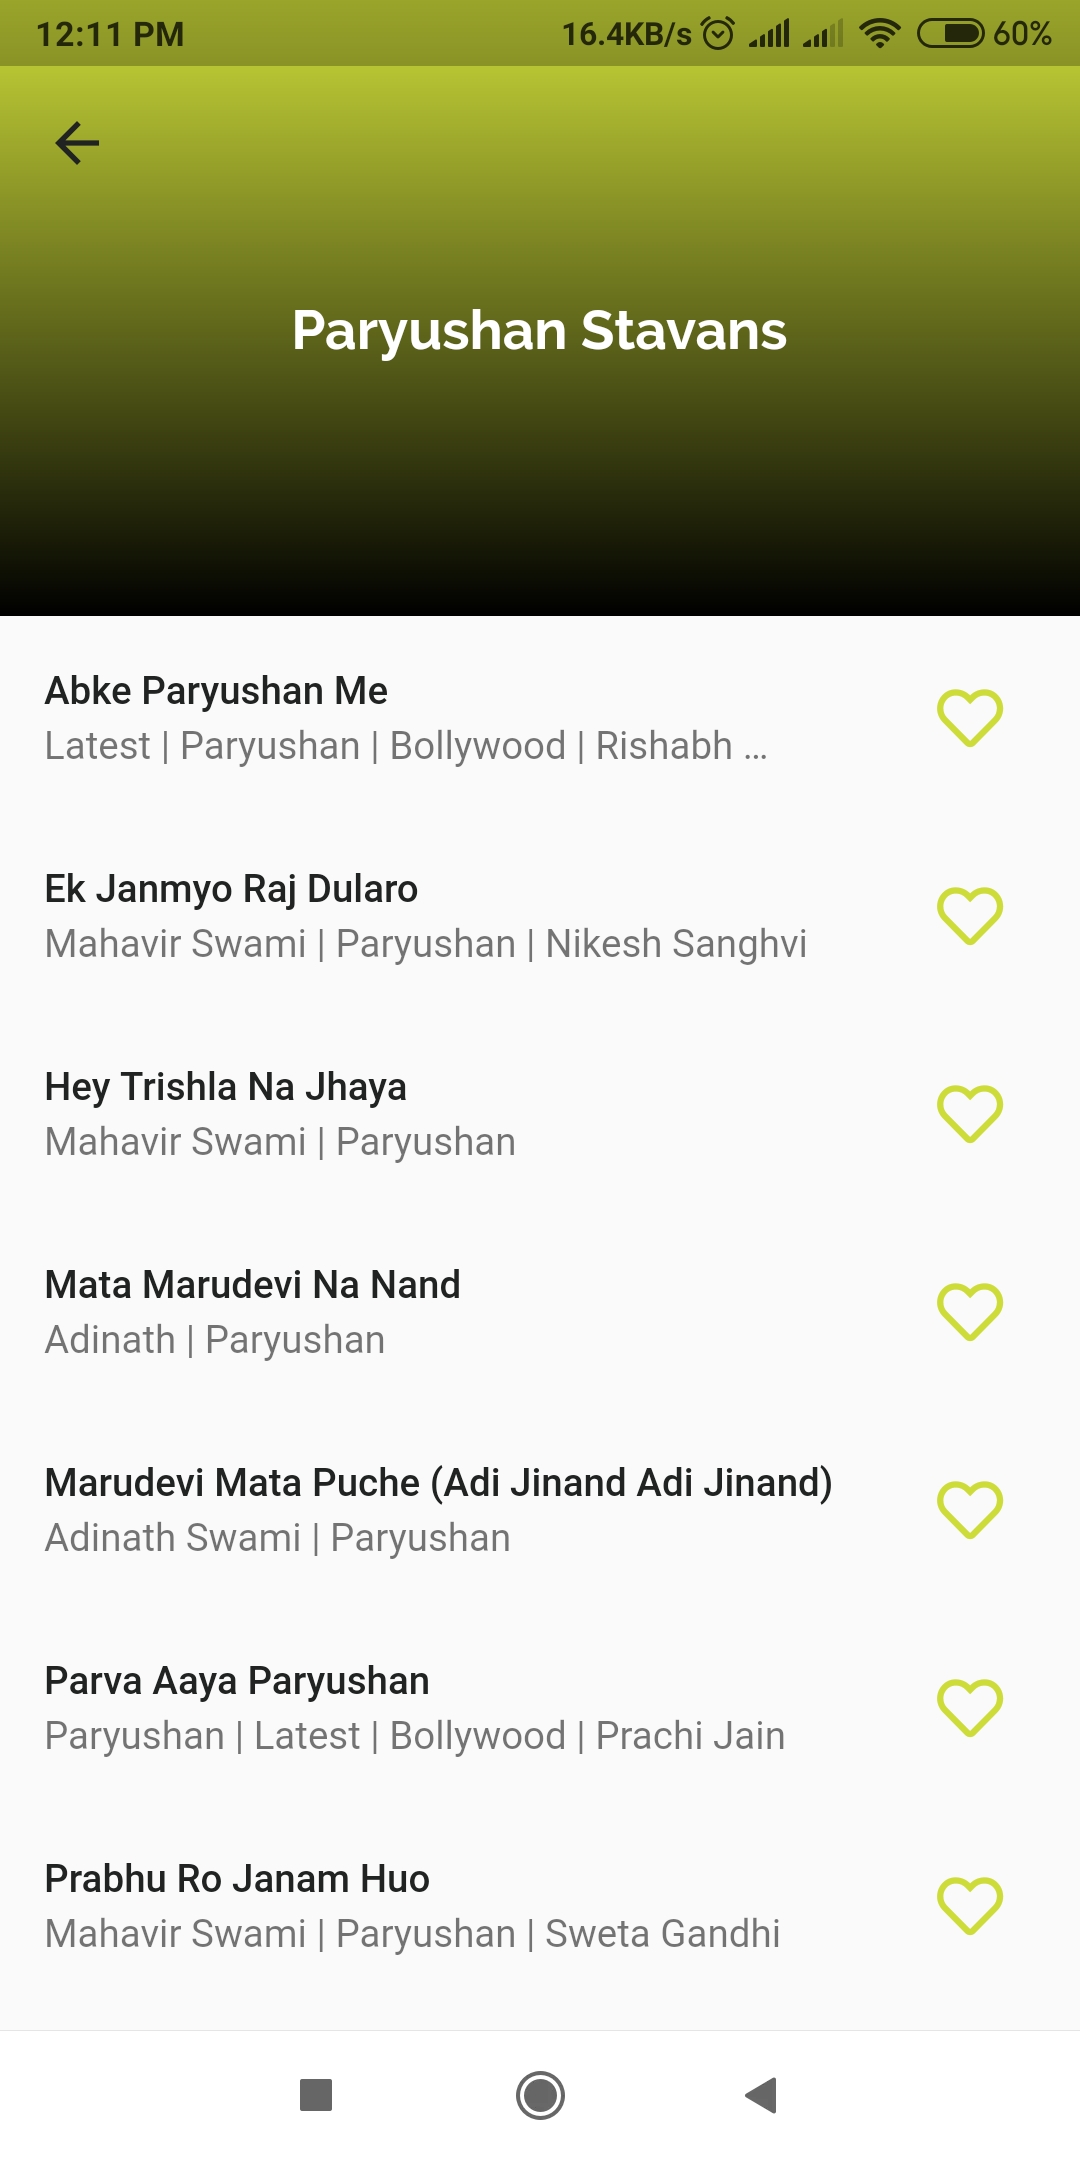 12:11 PM 16.4KB/s 60%
Paryushan Stavans
Abke Paryushan Me
Latest | Paryushan | Bollywood | Rishabh ...
Ek Janmyo Raj Dularo
Mahavir Swami | Paryushan | Nikesh Sanghvi
Hey Trishla Na Jhaya
Mahavir Swami | Paryushan
Mata Marudevi Na Nand
Adinath | Paryushan
Marudevi Mata Puche (Adi Jinand Adi Jinand)
Adinath Swami | Paryushan
Parva Aaya Paryushan
Paryushan | Latest | Bollywood | Prachi Jain
Prabhu Ro Janam Huo
Mahavir Swami | Paryushan | Sweta Gandhi